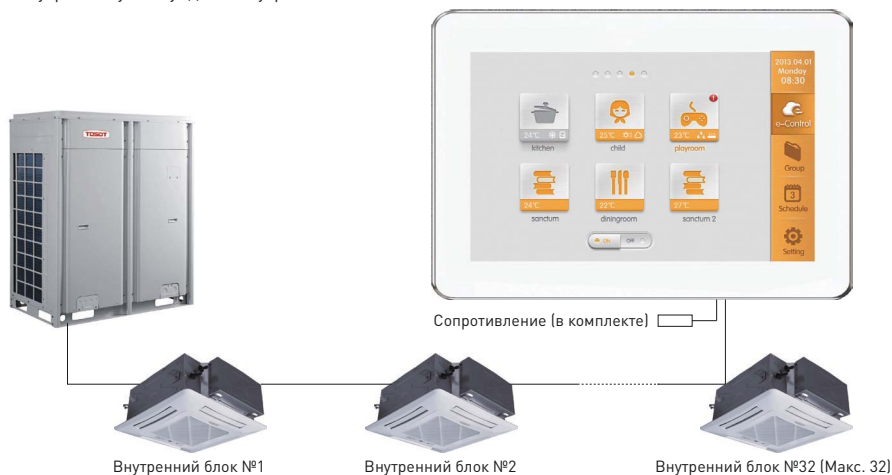 TOSOT
2013.04.01
Monday
08:30
e-Control
Group
3
Schedule
Setting
24°C
25°C
23°C
kitchen
child
playroom
24°C
22°C
27°C
sanctum
diningroom
sanctum 2
ON OFF
Сопротивление (в комплекте)
Внутренний блок №1
Внутренний блок №2
Внутренний блок №32 (Макс. 32)